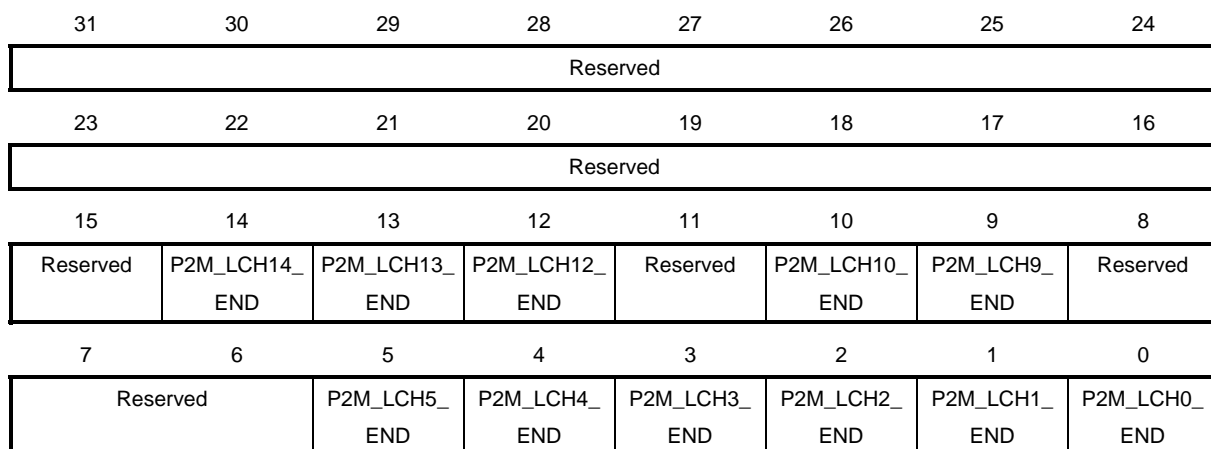 31 30 29 28 27 26 25 24
Reserved
23 22 21 20 19 18 17 16
Reserved
15 14 13 12 11 10 9 8
Reserved P2M_LCH14_ P2M_LCH13_ P2M_LCH12_ Reserved P2M_LCH10_ P2M_LCH9_ Reserved
END END END END END
7 6 5 4 3 2 1 0
Reserved P2M_LCH5_ P2M_LCH4_ P2M_LCH3_ P2M_LCH2_ P2M_LCH1_ P2M_LCH0_
END END END END END END